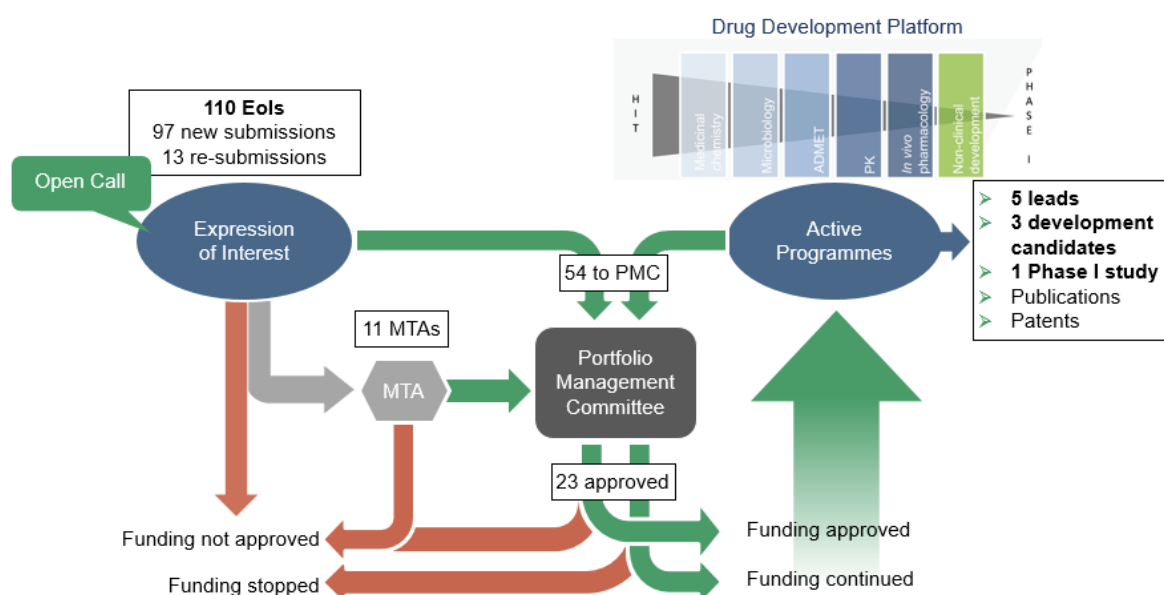 Drug Development Platform
HIT
Medicinal
chemistry
Microbiology
ADMET
PK
In vivo
pharmacology
Non-clinical
development
PHASE I
110 EoIs
97 new submissions
13 re-submissions
Open Call
Expression
of Interest
54 to PMC
Active
Programmes
➢ 5 leads
➢ 3 development
candidates
➢ 1 Phase I study
➢ Publications
➢ Patents
11 MTAs
MTA
Portfolio
Management
Committee
23 approved
Funding not approved
Funding approved
Funding stopped
Funding continued